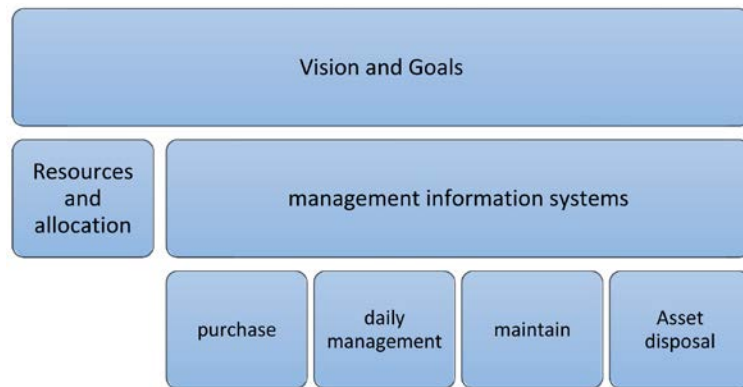 Vision and Goals
Resources
and
allocation
management information systems
purchase
daily
management
maintain
Asset
disposal